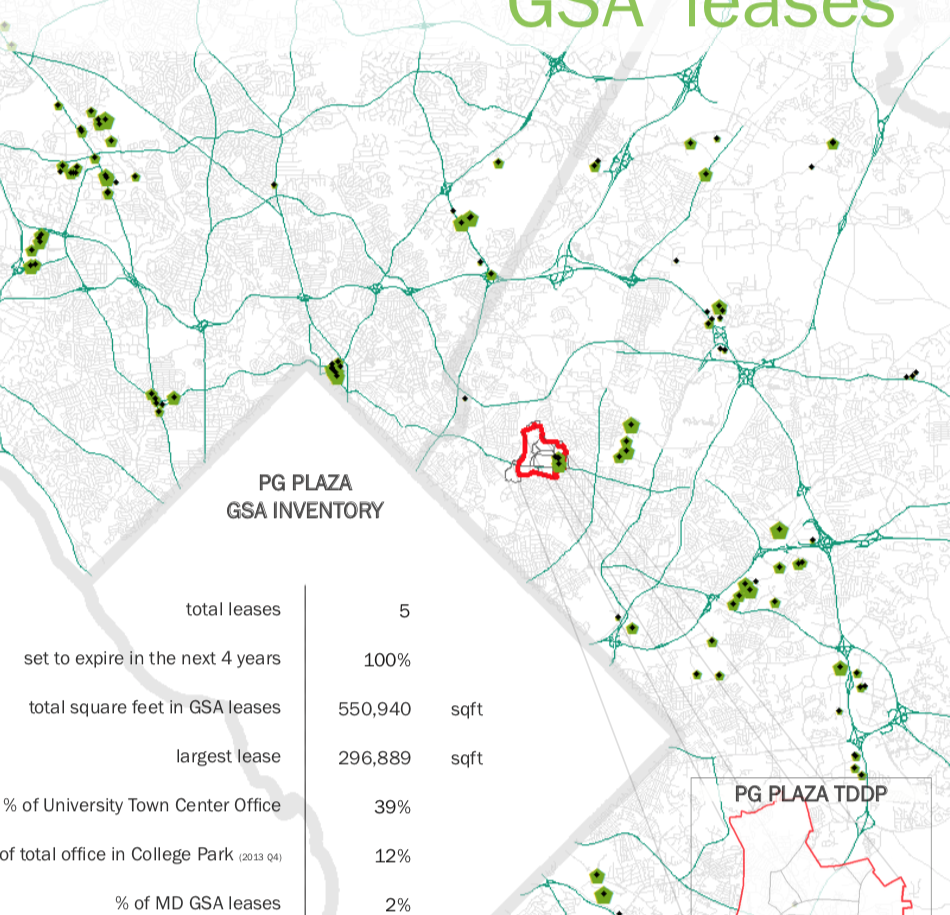 GSA leases
PG PLAZA
GSA INVENTORY
total leases 5
set to expire in the next 4 years 100%
total square feet in GSA leases 550,940 sqft
largest lease 296,889 sqft
% of University Town Center Office 39%
of total office in College Park (2013 Q4) 12%
% of MD GSA leases 2%
PG PLAZA TDDP